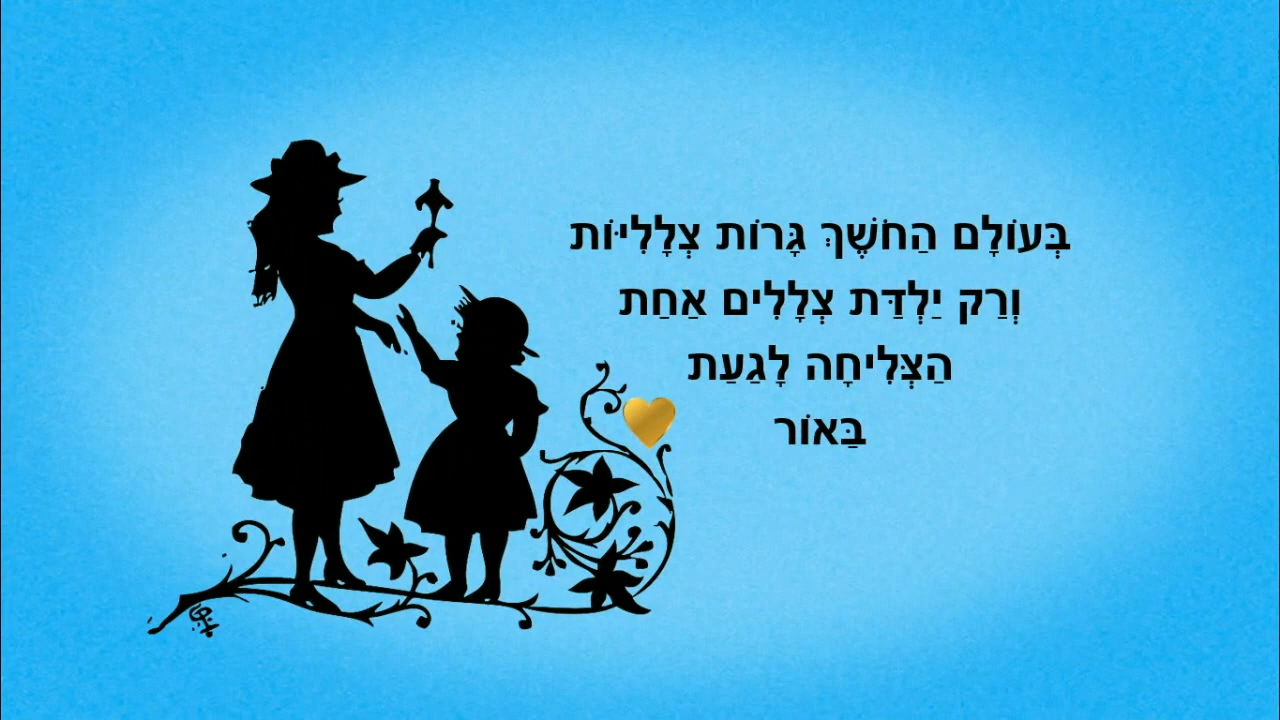 בְּעוֹלָם הַחֹשֶׁךְ גָּרוֹת צְלָלִיּוֹת
וְרַק יַלְדַּת צְלָלִים אַחַת
הַצְּלִיחָה לָגַעַת
בַּאוֹר